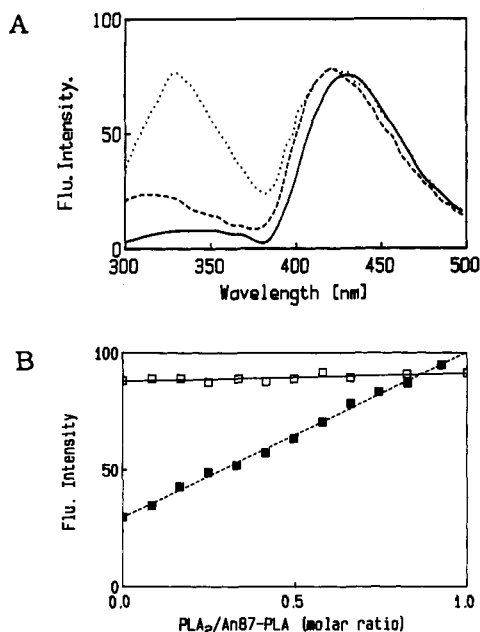 A
100
50
0
Flu. Intensity.
300 350 400 450 500
Wavelength [nm]
B
100
50
0
Flu. Intensity
0.0 0.5 1.0
PLA₂/An87-PLA (molar ratio)